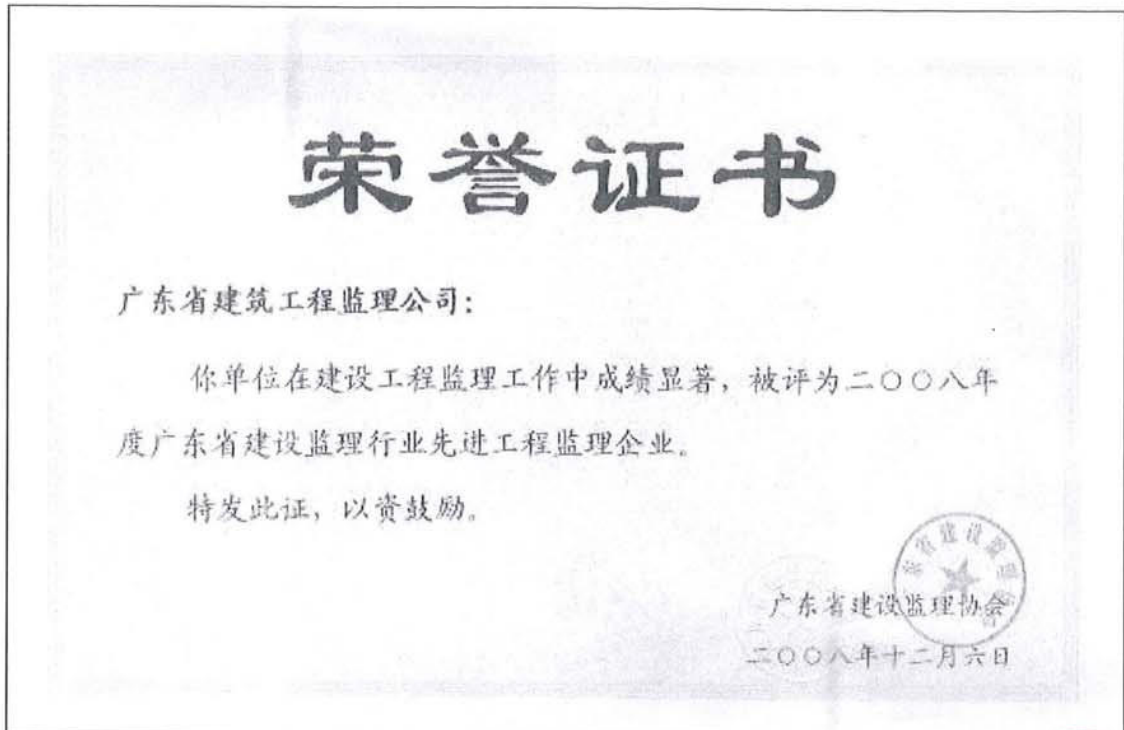 荣誉证书
广东省建筑工程监理公司:
你单位在建设工程监理工作中成绩显著，被评为二〇〇八年
度广东省建设监理行业先进工程监理企业。
特发此证，以资鼓励。
广东省建设监理协会
二〇〇八年十二月六日